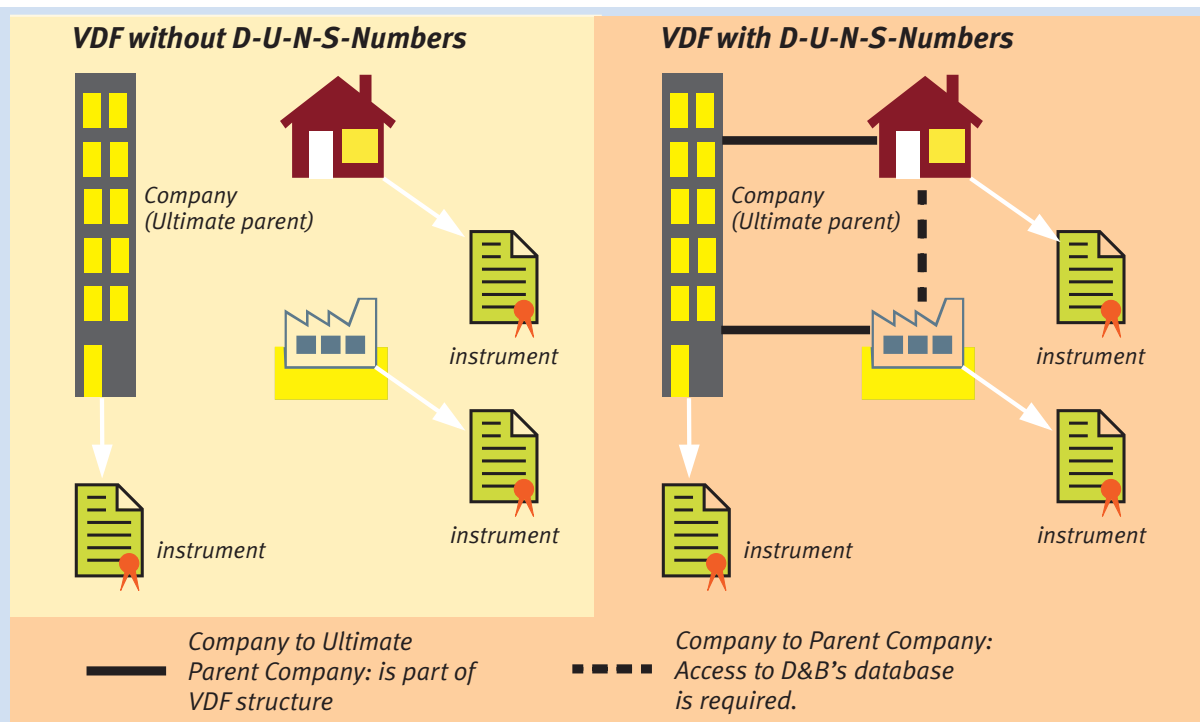 VDF without D-U-N-S-Numbers
Company
(Ultimate parent)
instrument
instrument
instrument
VDF with D-U-N-S-Numbers
Company
(Ultimate parent)
instrument
instrument
instrument
Company to Ultimate
Parent Company: is part of
VDF structure
Company to Parent Company:
Access to D&B's database
is required.